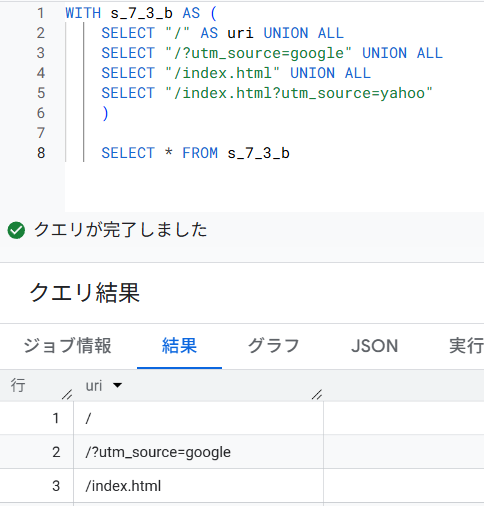 1 WITH s_7_3_b AS (
2 SELECT "/" AS uri UNION ALL
3 SELECT "/?utm_source=google" UNION ALL
4 SELECT "/index.html" UNION ALL
5 SELECT "/index.html?utm_source=yahoo"
6 )
7
8 SELECT * FROM s_7_3_b
クエリが完了しました
クエリ結果
ジョブ情報 結果 グラフ JSON 実行
行 uri
1 /
2 /?utm_source=google
3 /index.html